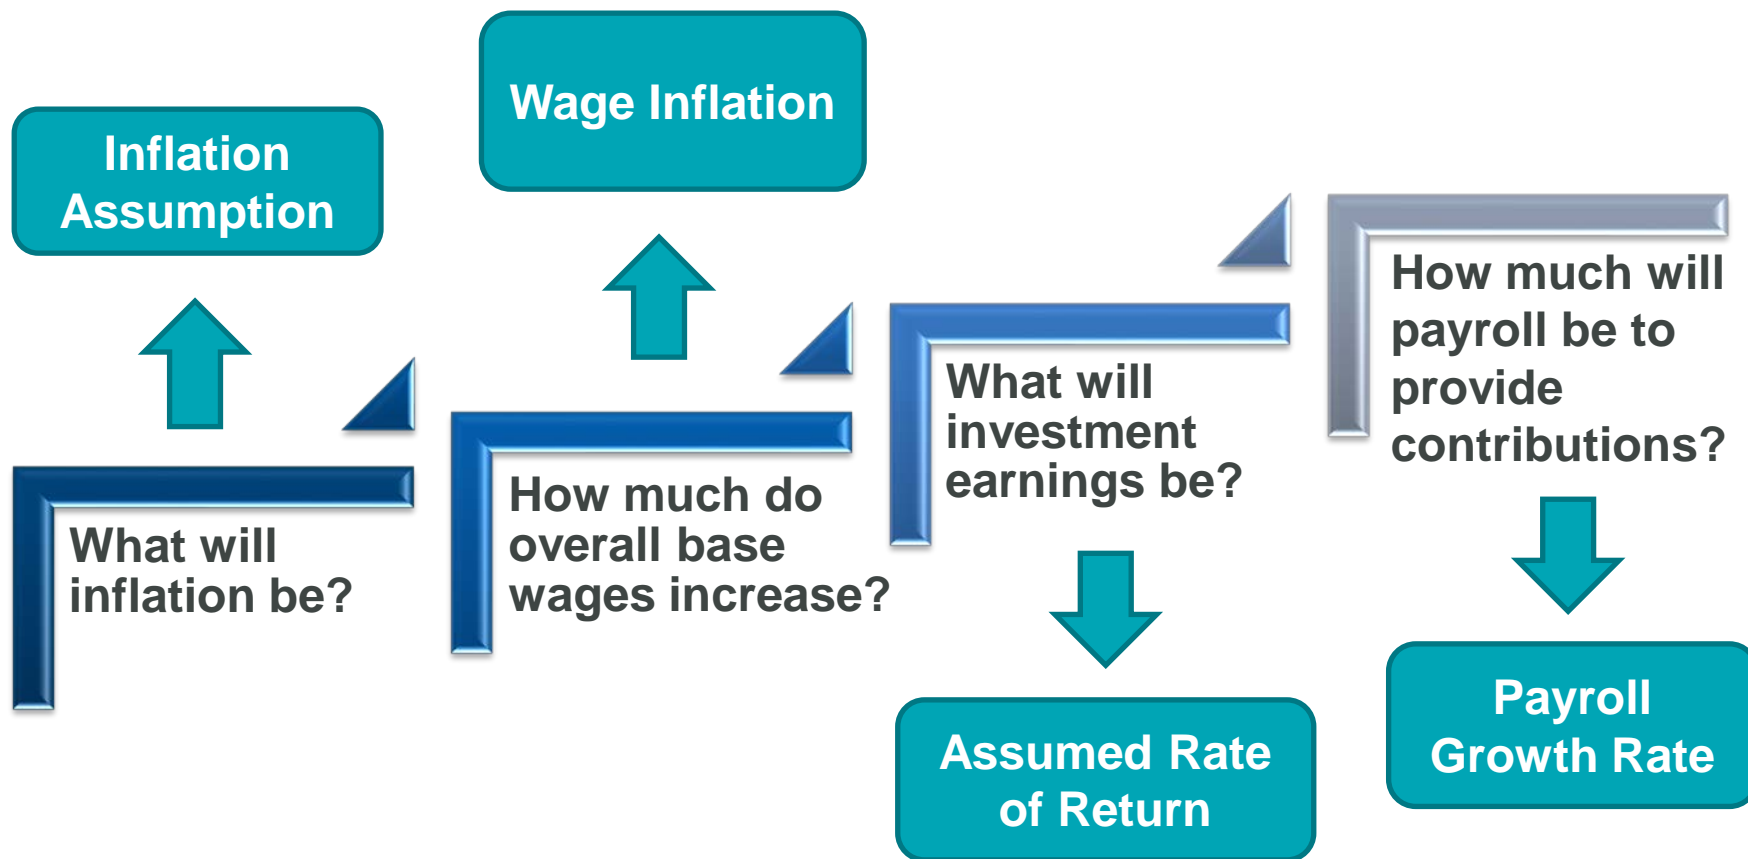 Inflation
Assumption
Wage Inflation
What will
inflation be?
How much do
overall base
wages increase?
What will
investment
earnings be?
How much will
payroll be to
provide
contributions?
Assumed Rate
of Return
Payroll
Growth Rate